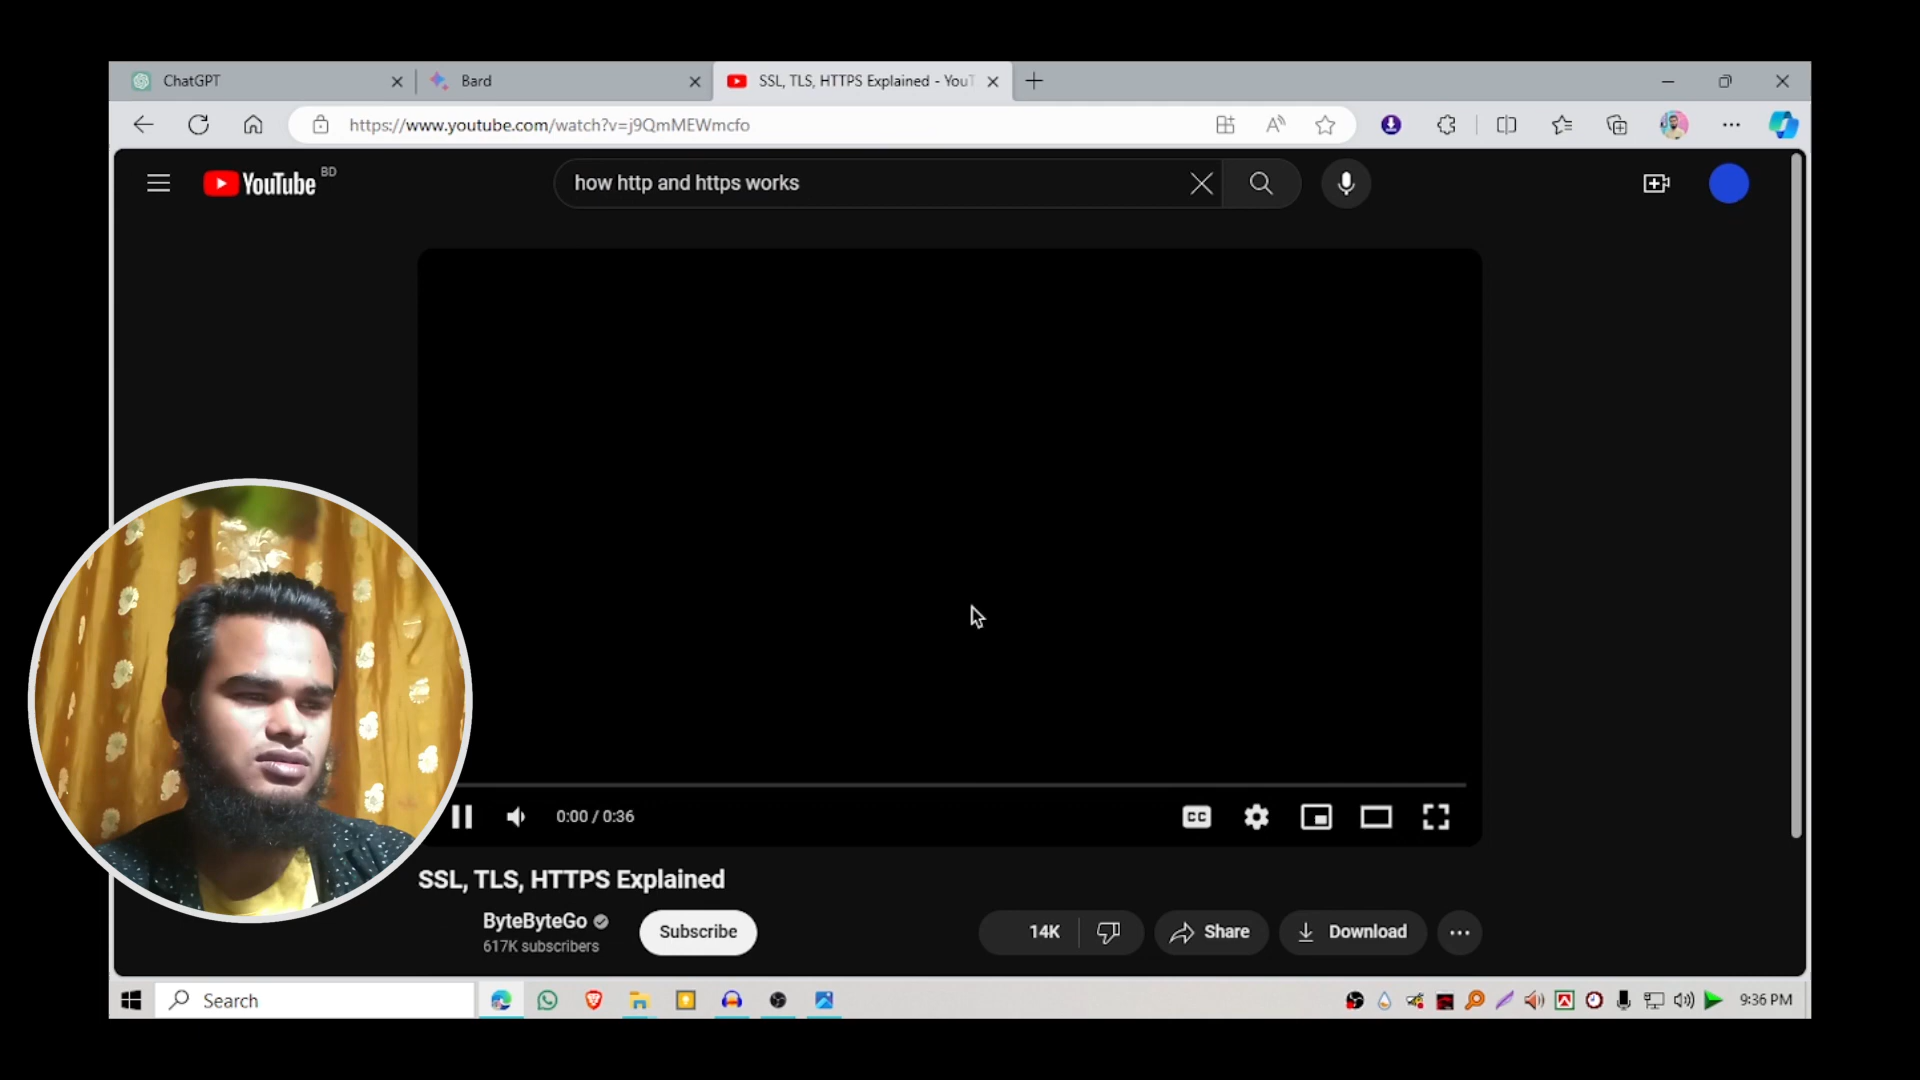 ChatGPT
Bard
SSL, TLS, HTTPS Explained - YouT
https://www.youtube.com/watch?v=j9QmMEWmcfo
YouTube BD
how http and https works
0:00 / 0:36
CC
SSL, TLS, HTTPS Explained
ByteByteGo
617K subscribers
Subscribe
14K
Share
Download
Search
9:36 PM